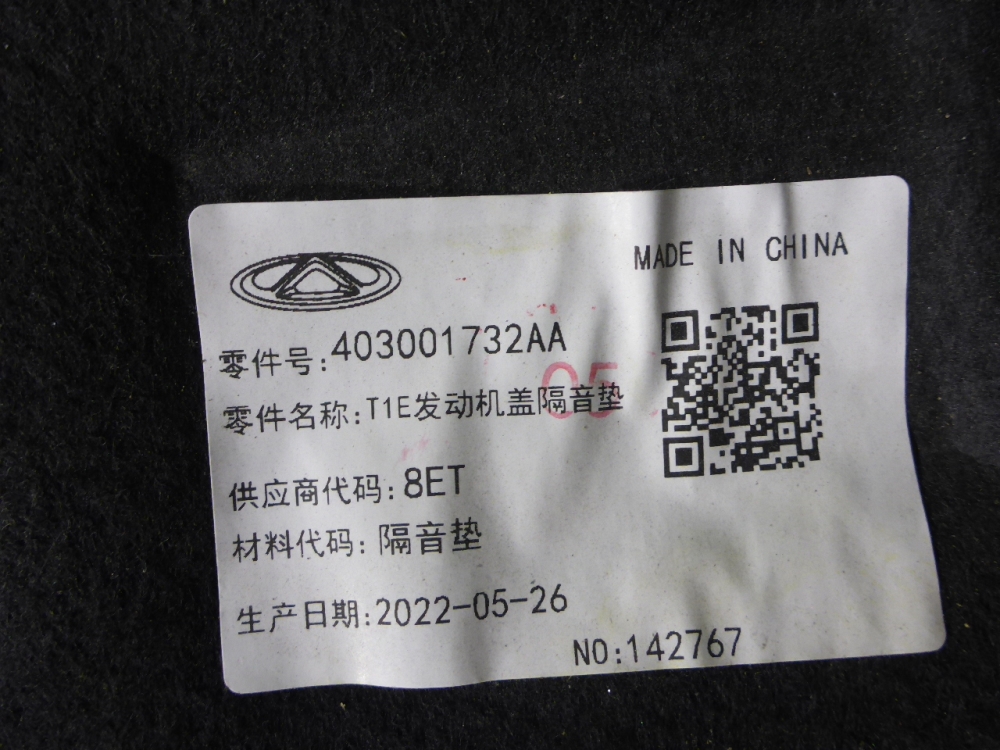 MADE IN CHINA
零件号:403001732AA
零件名称:T1E发动机盖隔音垫
05
供应商代码:8ET
材料代码:隔音垫
生产日期:2022-05-26
NO:142767